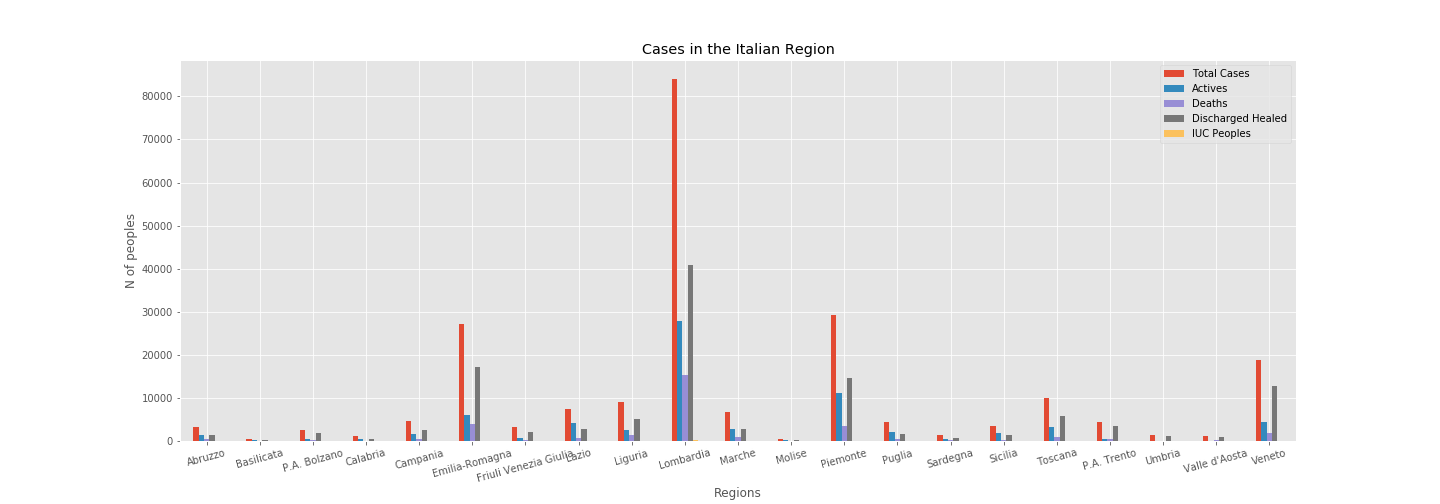 Cases in the Italian Region
Total Cases
Actives
Deaths
Discharged Healed
IUC Peoples
N of peoples
80000
70000
60000
50000
40000
30000
20000
10000
0
Abruzzo
Basilicata
P.A. Bolzano
Calabria
Campania
Emilia-Romagna
Friuli Venezia Giulia
Lazio
Liguria
Lombardia
Marche
Molise
Piemonte
Puglia
Sardegna
Sicilia
Toscana
P.A. Trento
Umbria
Valle d'Aosta
Veneto
Regions